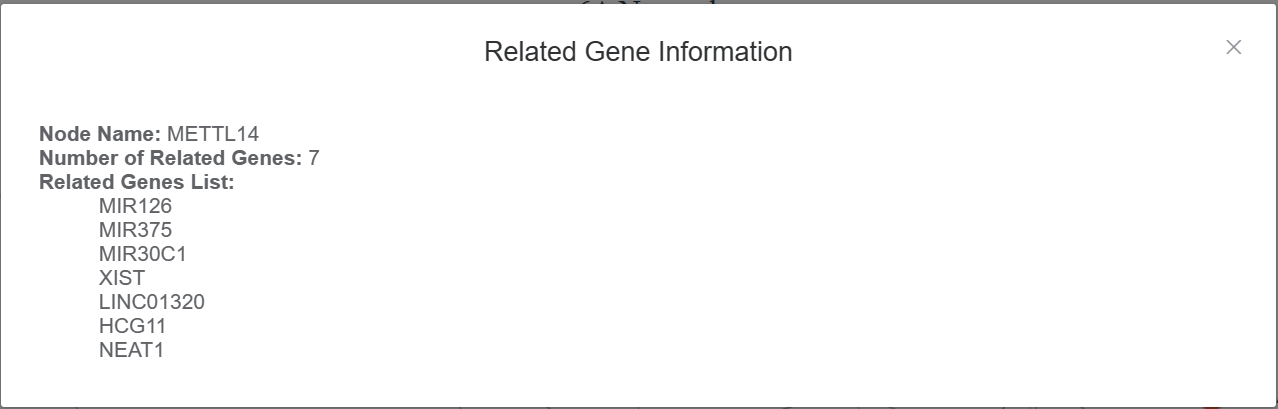 Related Gene Information
Node Name: METTL14
Number of Related Genes: 7
Related Genes List:
MIR126
MIR375
MIR30C1
XIST
LINC01320
HCG11
NEAT1